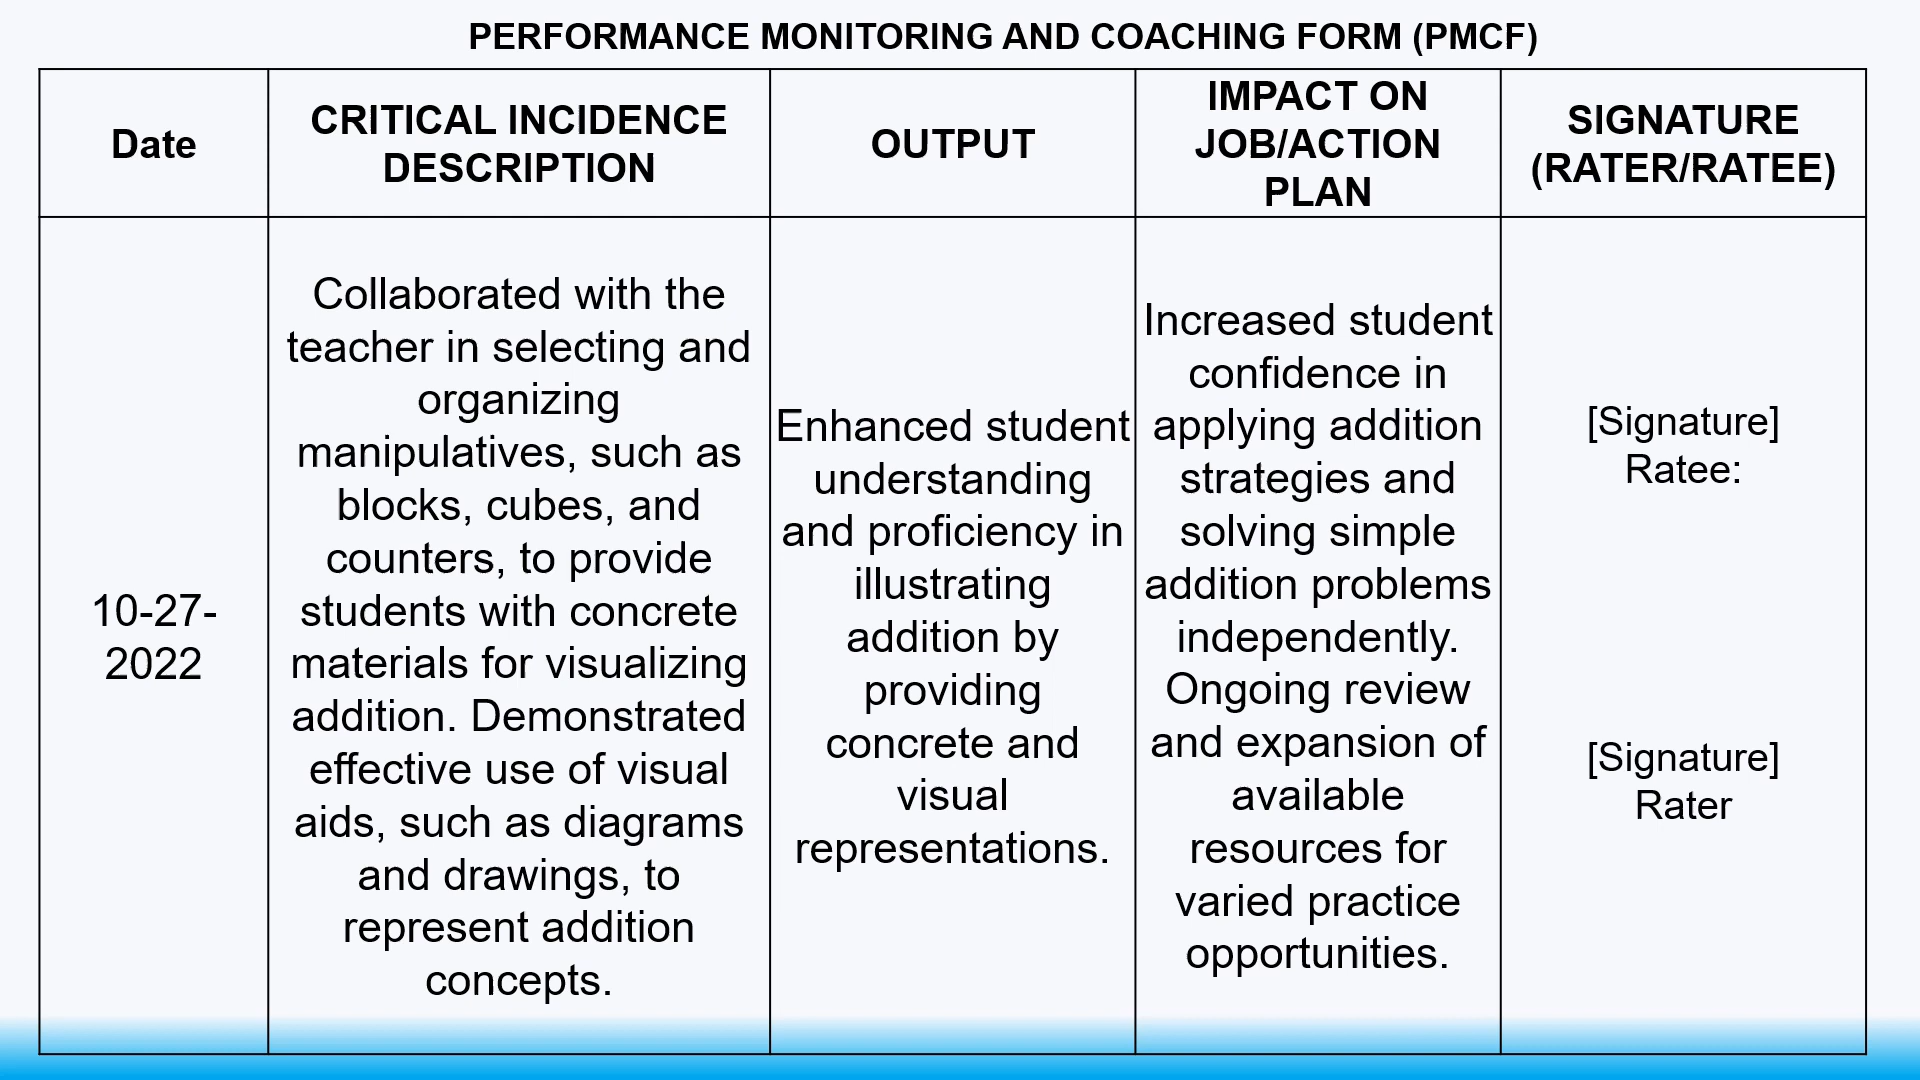 PERFORMANCE MONITORING AND COACHING FORM (PMCF)
Date
CRITICAL INCIDENCE
DESCRIPTION
OUTPUT
IMPACT ON
JOB/ACTION
PLAN
SIGNATURE
(RATER/RATEE)
10-27-
2022
Collaborated with the
teacher in selecting and
organizing
manipulatives, such as
blocks, cubes, and
counters, to provide
students with concrete
materials for visualizing
addition. Demonstrated
effective use of visual
aids, such as diagrams
and drawings, to
represent addition
concepts.
Enhanced student
understanding
and proficiency in
illustrating
addition by
providing
concrete and
visual
representations.
Increased student
confidence in
applying addition
strategies and
solving simple
addition problems
independently.
Ongoing review
and expansion of
available
resources for
varied practice
opportunities.
[Signature]
Ratee:
[Signature]
Rater